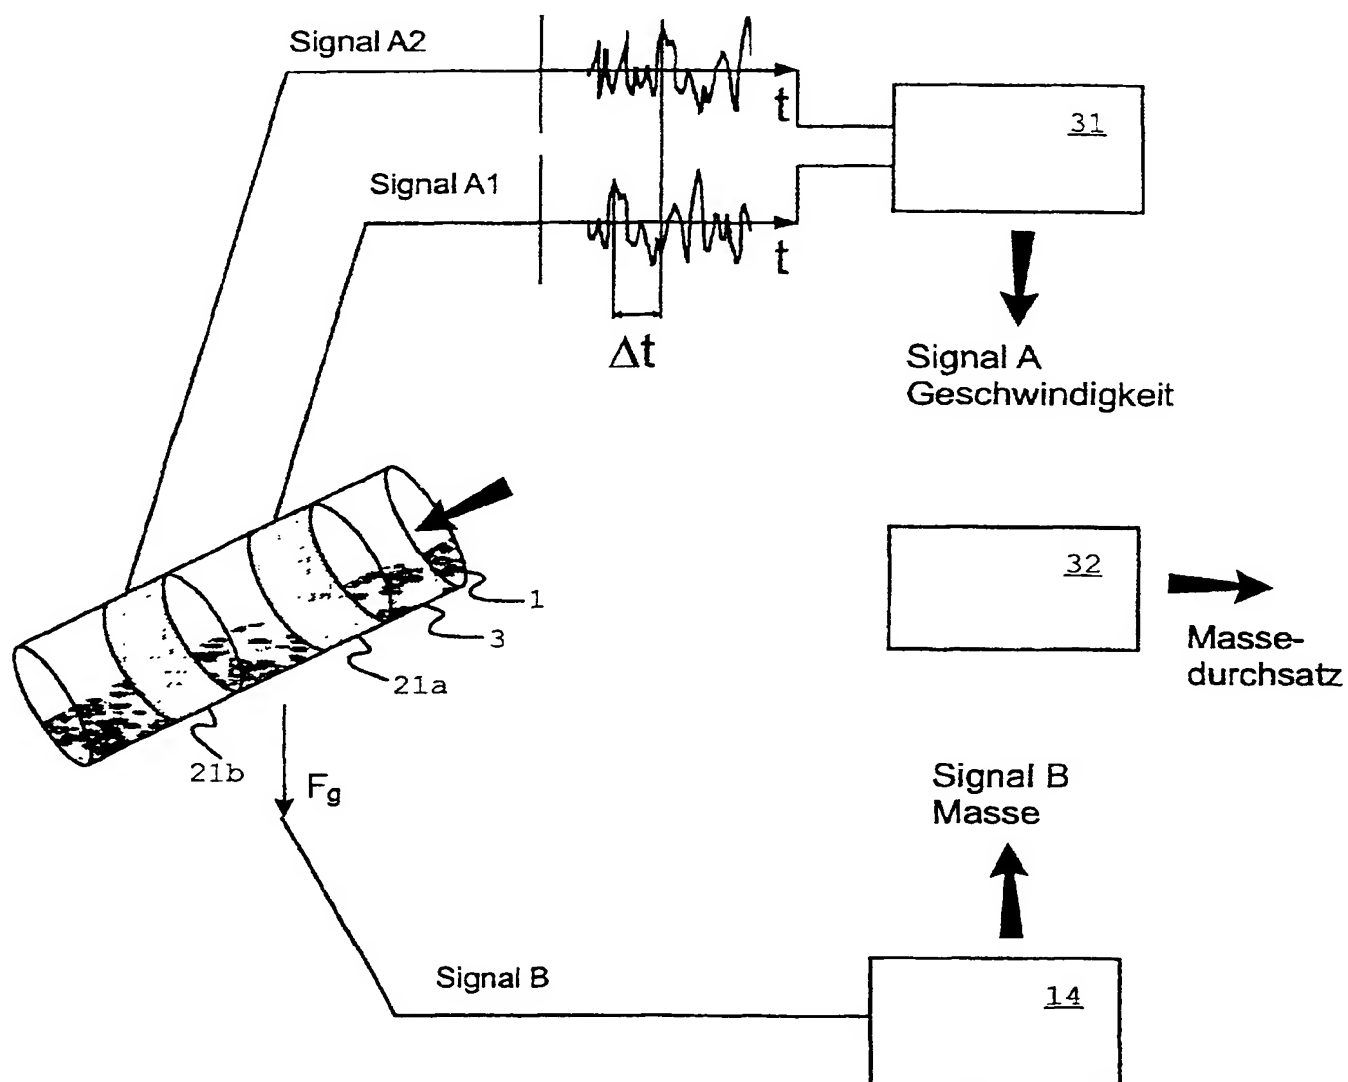 Signal A2
t
31
Signal A1
t
Δt
Signal A
Geschwindigkeit
32
1
3
Masse-
durchsatz
21a
21b
Fg
Signal B
Masse
Signal B
14